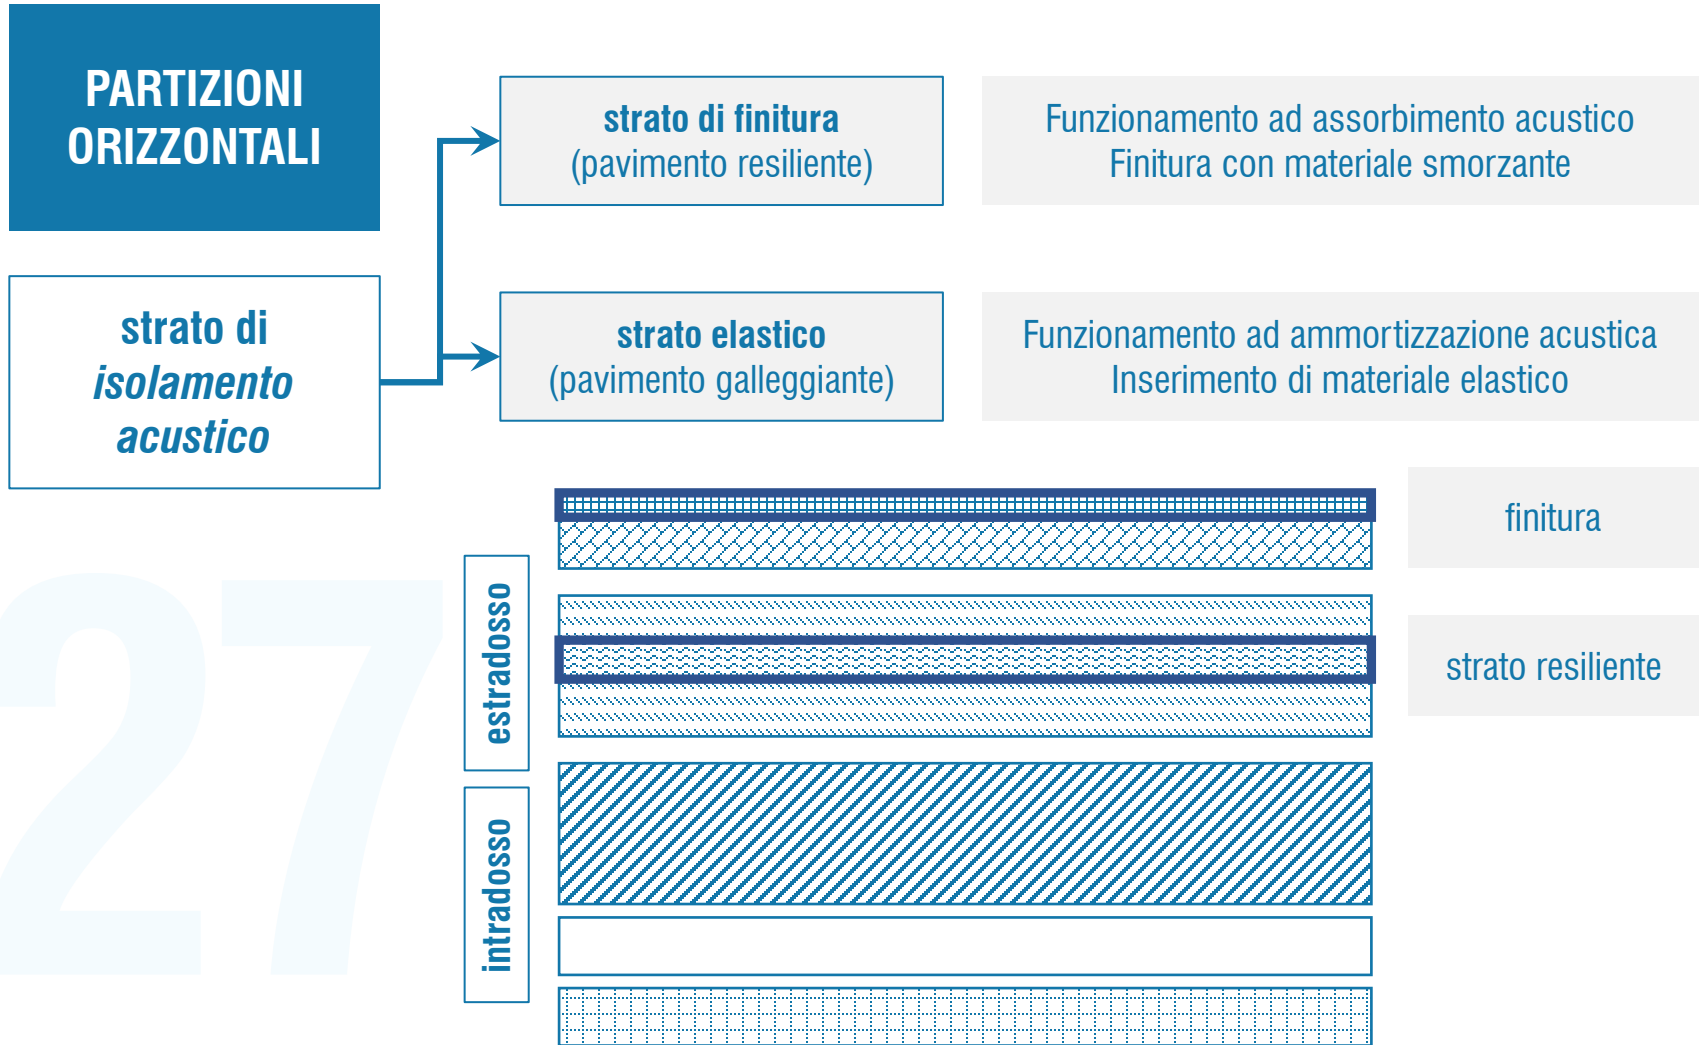 PARTIZIONI
ORIZZONTALI
strato di
isolamento
acustico
strato di finitura
(pavimento resiliente)
Funzionamento ad assorbimento acustico
Finitura con materiale smorzante
strato elastico
(pavimento galleggiante)
Funzionamento ad ammortizzazione acustica
Inserimento di materiale elastico
finitura
strato resiliente
estradosso
intradosso
27